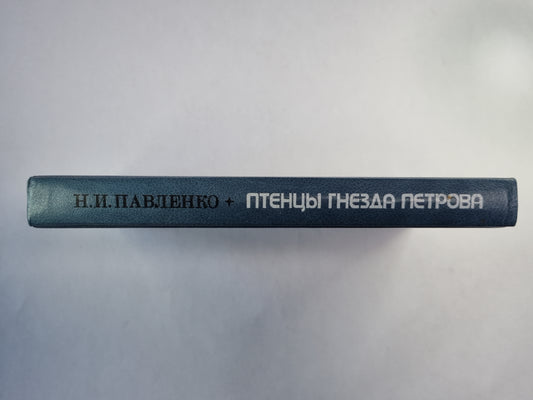 Н.И.ПАВЛЕНКО + ПТЕНЦЫ ГНЕЗДА ПЕТРОВА